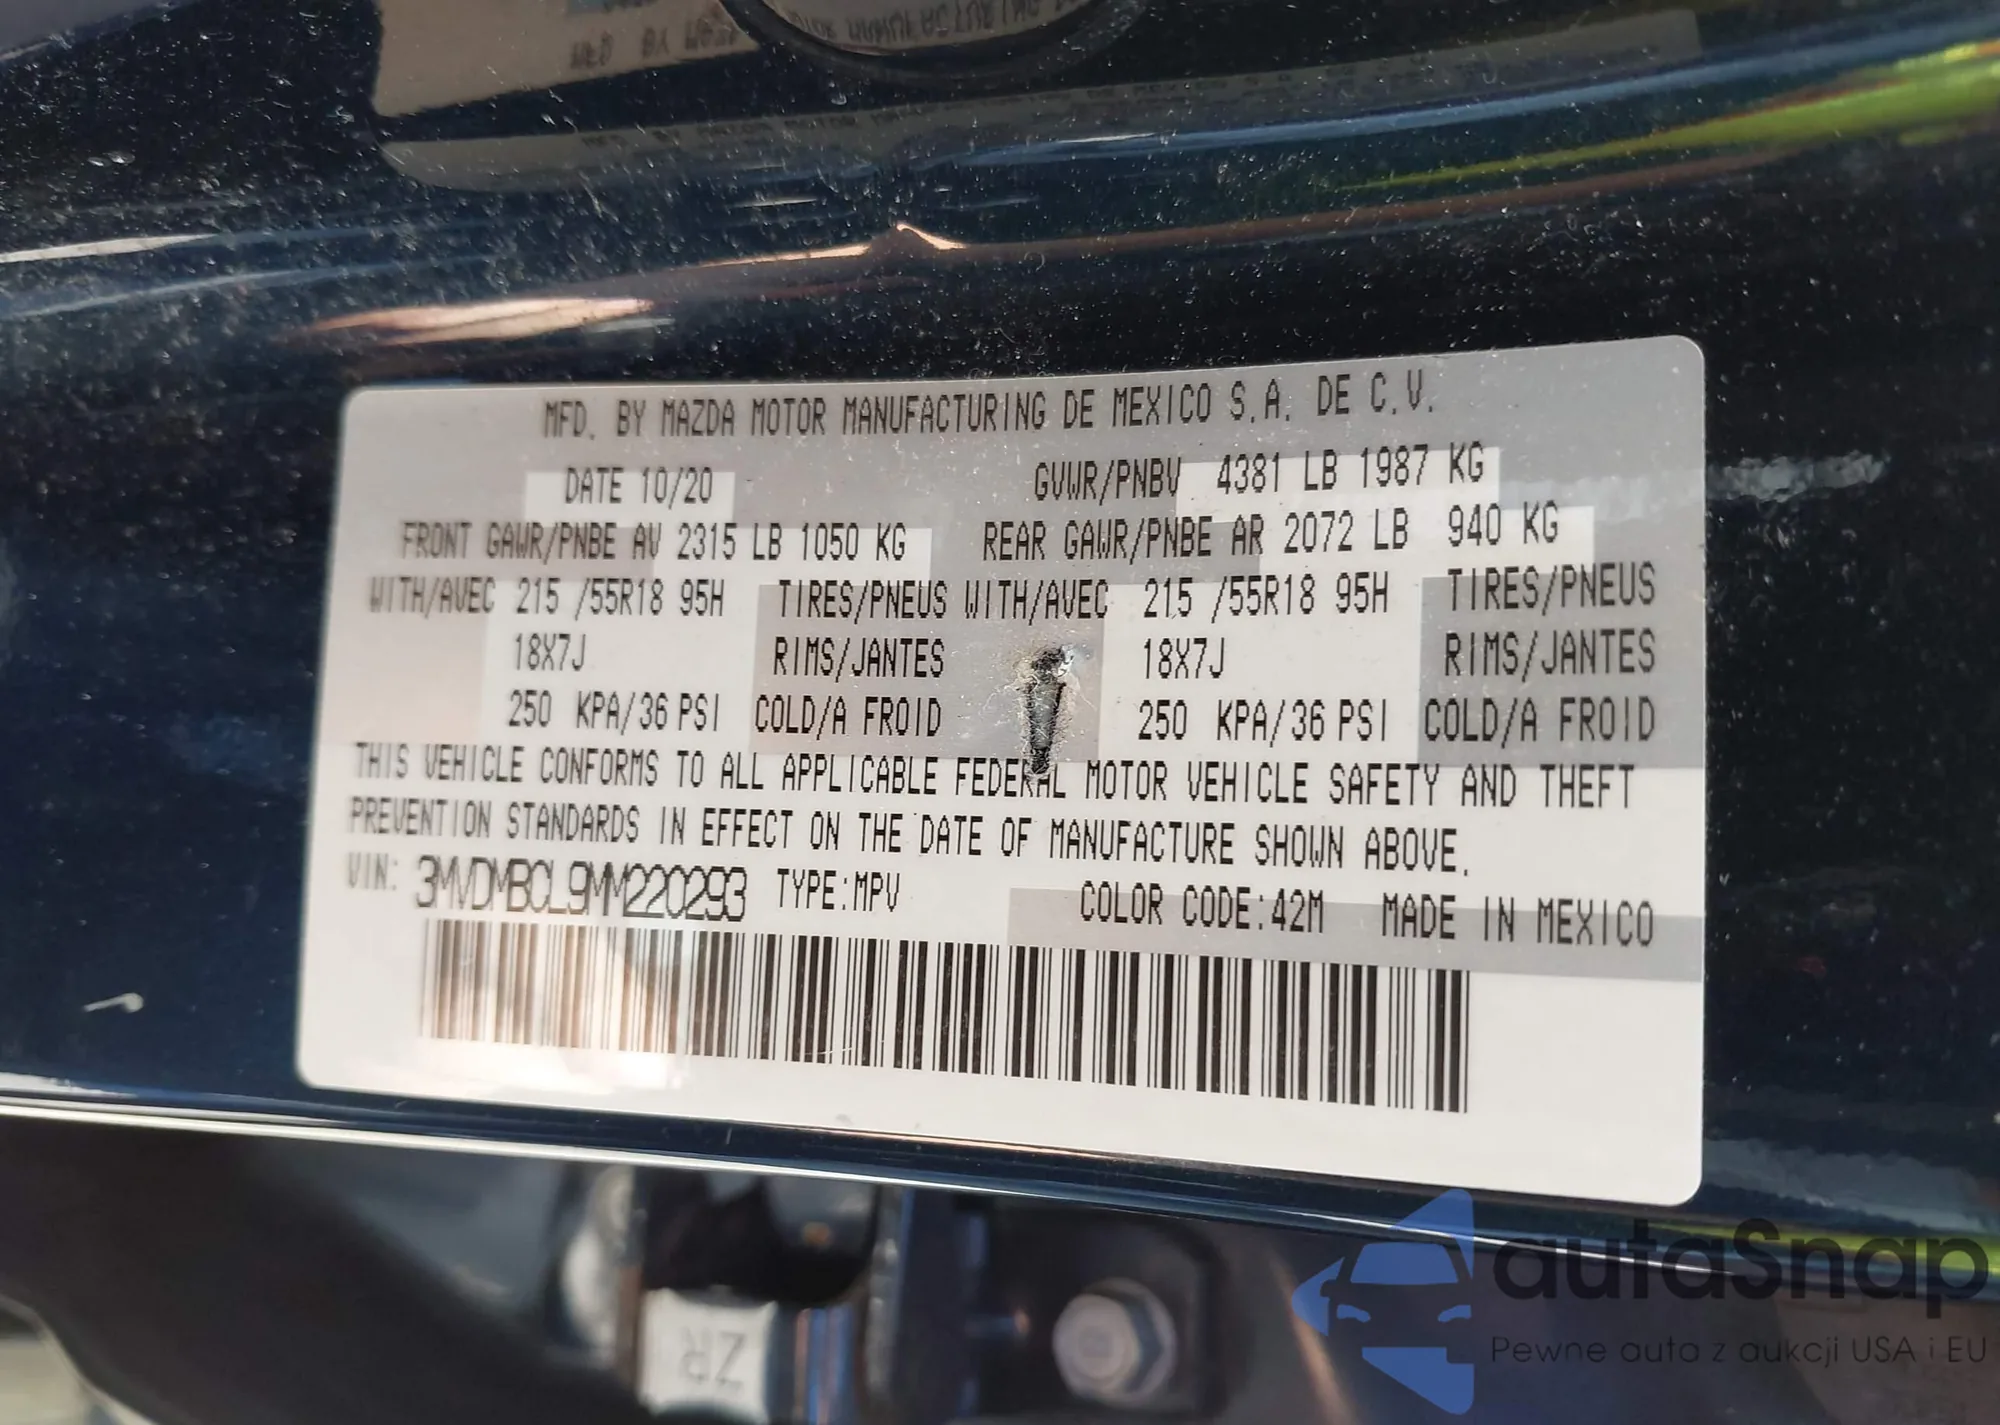 MFD. BY MAZDA MOTOR MANUFACTURING DE MEXICO S.A. DE C.V.
DATE 10/20 GVWR/PNBV 4381 LB 1987 KG
FRONT GAWR/PNBE AV 2315 LB 1050 KG REAR GAWR/PNBE AR 2072 LB 940 KG
WITH/AVEC 215 /55R18 95H TIRES/PNEUS WITH/AVEC 215 /55R18 95H TIRES/PNEUS
18X7J RIMS/JANTES 18X7J RIMS/JANTES
250 KPA/36 PSI COLD/A FROID 250 KPA/36 PSI COLD/A FROID
THIS VEHICLE CONFORMS TO ALL APPLICABLE FEDERAL MOTOR VEHICLE SAFETY AND THEFT
PREVENTION STANDARDS IN EFFECT ON THE DATE OF MANUFACTURE SHOWN ABOVE.
VIN: 3MVDMBCL9MM220293 TYPE:MPV COLOR CODE:42M MADE IN MEXICO
autaSnap
Pewne auta z aukcji USA i EU